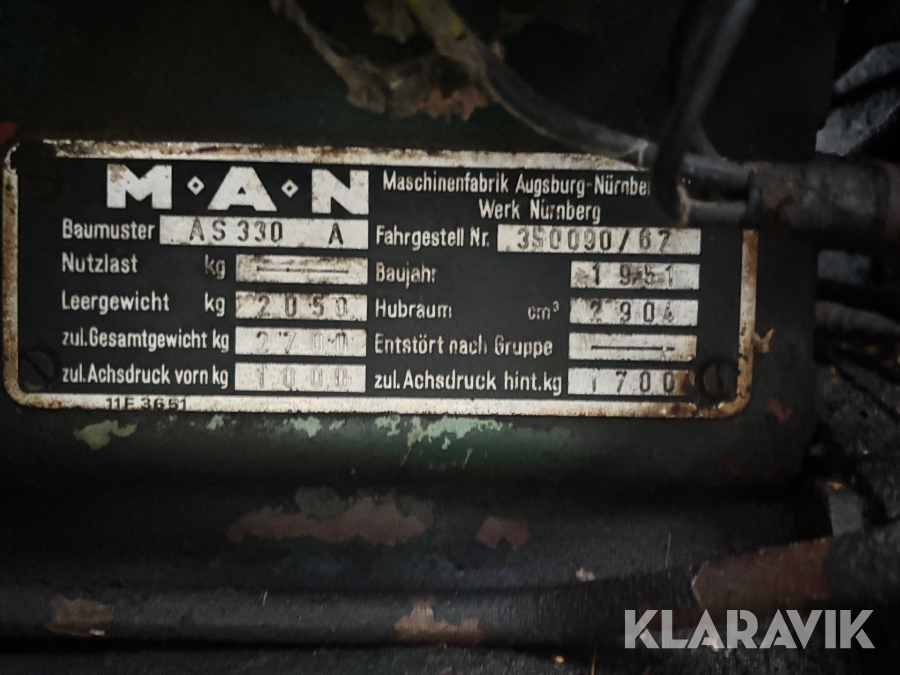 M·A·N Maschinenfabrik Augsburg-Nürnbe
Werk Nürnberg
Baumuster AS 330 A Fahrgestell Nr. 350090/67
Nutzlast kg Baujahr 1951
Leergewicht kg 2050 Hubraum cm³ 2904
zul. Gesamtgewicht kg 2700 Entstört nach Gruppe
zul. Achsdruck vorn kg 1000 zul. Achsdruck hint. kg 1700
11E 3651
KLARAVIK